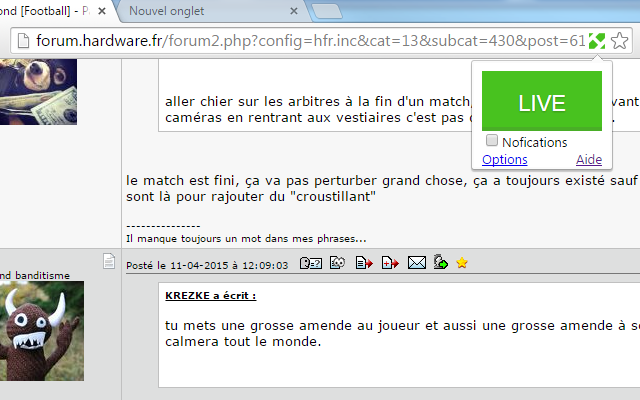 ond [Football] - P
Nouvel onglet
forum.hardware.fr/forum2.php?config=hfr.inc&cat=13&subcat=430&post=61
LIVE
Nofications
Options
Aide
aller chier sur les arbitres à la fin d'un match,
vant
caméras en rentrant aux vestiaires c'est pas
le match est fini, ça va pas perturber grand chose, ça a toujours existé sauf
sont là pour rajouter du "croustillant"
---------------
Il manque toujours un mot dans mes phrases...
nd banditisme
Posté le 11-04-2015 à 12:09:03
KREZKE a écrit :
tu mets une grosse amende au joueur et aussi une grosse amende à s
calmera tout le monde.